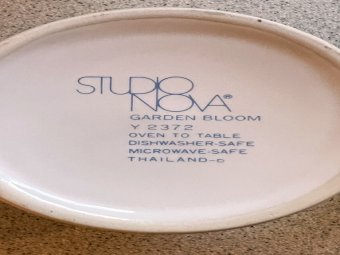 STUDIO
NOVA®
GARDEN BLOOM
Y 2372
OVEN TO TABLE
DISHWASHER-SAFE
MICROWAVE-SAFE
THAILAND-D